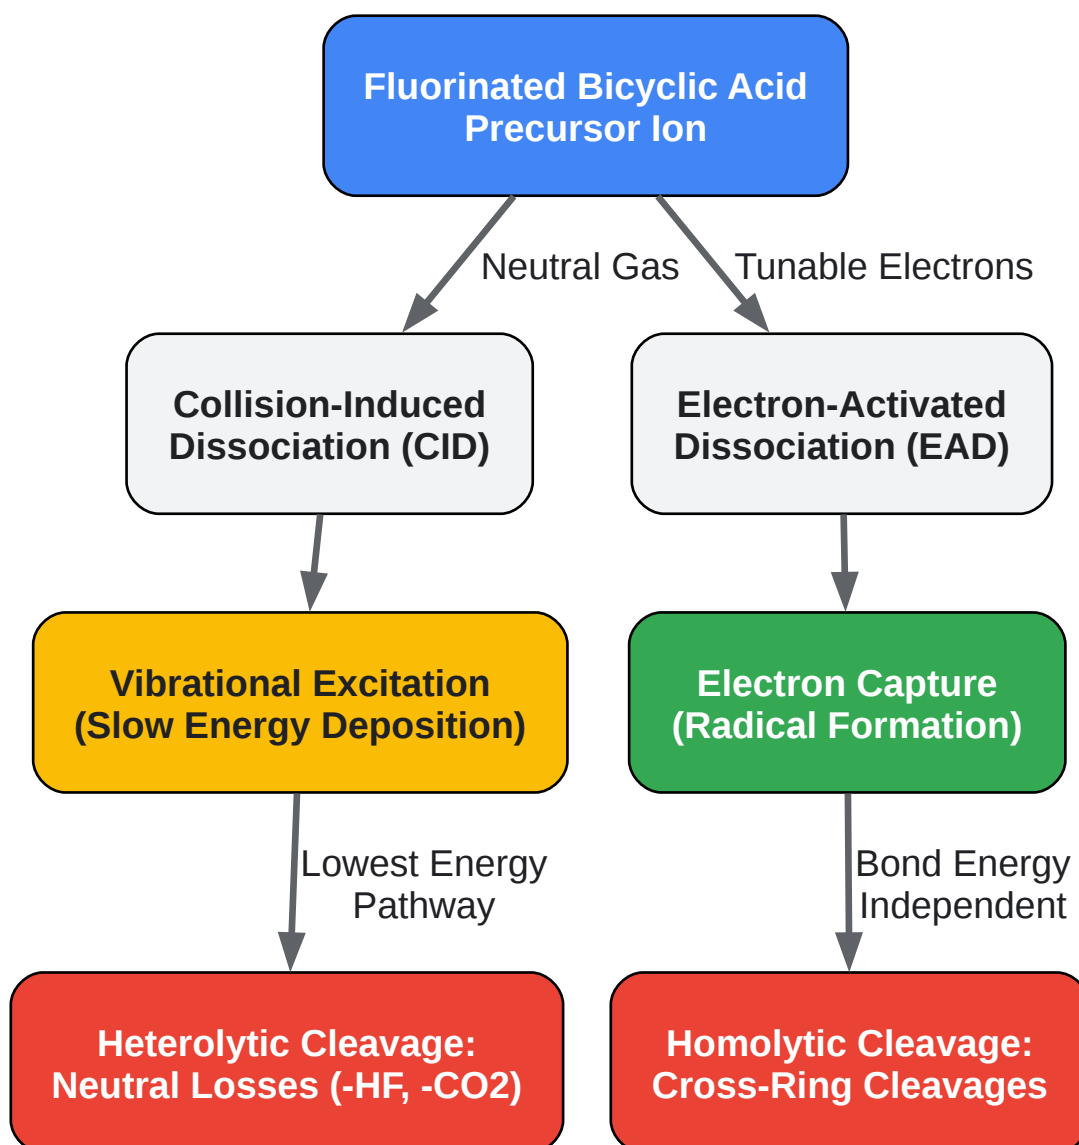 Fluorinated Bicyclic Acid
Precursor Ion
Neutral Gas
Tunable Electrons
Collision-Induced
Dissociation (CID)
Electron-Activated
Dissociation (EAD)
Vibrational Excitation
(Slow Energy Deposition)
Electron Capture
(Radical Formation)
Lowest Energy
Pathway
Bond Energy
Independent
Heterolytic Cleavage:
Neutral Losses (-HF, -CO2)
Homolytic Cleavage:
Cross-Ring Cleavages